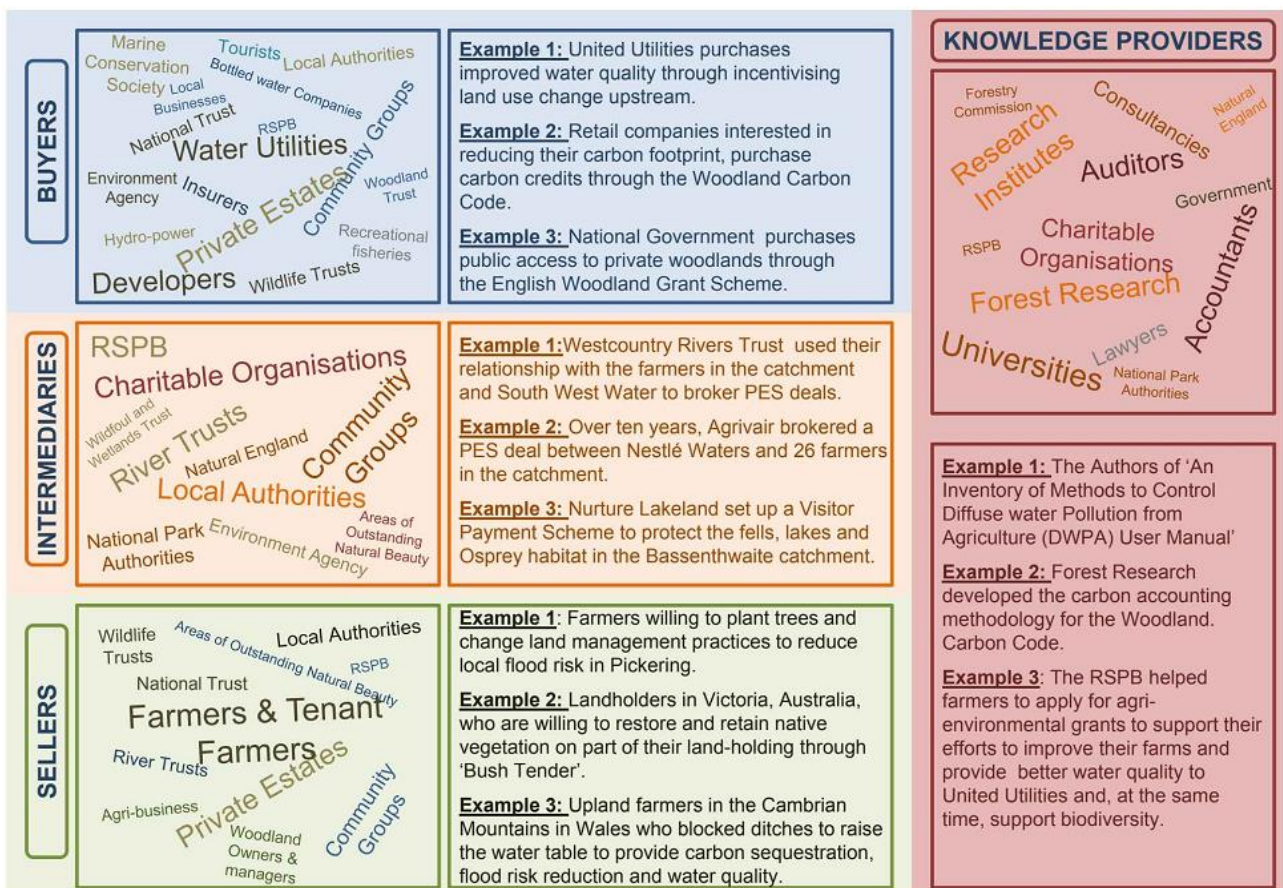 BUYERS
Marine
Conservation
Society
Tourists
Local Authorities
Bottled water Companies
Local
Businesses
National Trust
RSPB
Water Utilities
Community Groups
Environment
Agency
Insurers
Private Estates
Woodland
Trust
Hydro-power
Recreational
fisheries
Developers
Wildlife Trusts
Example 1: United Utilities purchases
improved water quality through incentivising
land use change upstream.
Example 2: Retail companies interested in
reducing their carbon footprint, purchase
carbon credits through the Woodland Carbon
Code.
Example 3: National Government purchases
public access to private woodlands through
the English Woodland Grant Scheme.
INTERMEDIARIES
RSPB
Charitable Organisations
Wildfoul and
Wetlands Trust
River Trusts
Natural England
Community
Groups
Local Authorities
National Park
Authorities
Environment Agency
Areas of
Outstanding
Natural Beauty
Example 1:Westcountry Rivers Trust used their
relationship with the farmers in the catchment
and South West Water to broker PES deals.
Example 2: Over ten years, Agrivair brokered a
PES deal between Nestlé Waters and 26 farmers
in the catchment.
Example 3: Nurture Lakeland set up a Visitor
Payment Scheme to protect the fells, lakes and
Osprey habitat in the Bassenthwaite catchment.
SELLERS
Wildlife
Trusts
Areas of Outstanding Natural Beauty
Local Authorities
RSPB
National Trust
Farmers & Tenant
Farmers
River Trusts
Private Estates
Agri-business
Woodland
Owners &
managers
Community
Groups
Example 1: Farmers willing to plant trees and
change land management practices to reduce
local flood risk in Pickering.
Example 2: Landholders in Victoria, Australia,
who are willing to restore and retain native
vegetation on part of their land-holding through
‘Bush Tender’.
Example 3: Upland farmers in the Cambrian
Mountains in Wales who blocked ditches to raise
the water table to provide carbon sequestration,
flood risk reduction and water quality.
KNOWLEDGE PROVIDERS
Forestry
Commission
Consultancies
Natural
England
Research
Institutes
Auditors
Government
RSPB
Charitable
Organisations
Forest Research
Accountants
Universities
Lawyers
National Park
Authorities
Example 1: The Authors of ‘An
Inventory of Methods to Control
Diffuse water Pollution from
Agriculture (DWPA) User Manual’
Example 2: Forest Research
developed the carbon accounting
methodology for the Woodland.
Carbon Code.
Example 3: The RSPB helped
farmers to apply for agri-
environmental grants to support their
efforts to improve their farms and
provide better water quality to
United Utilities and, at the same
time, support biodiversity.